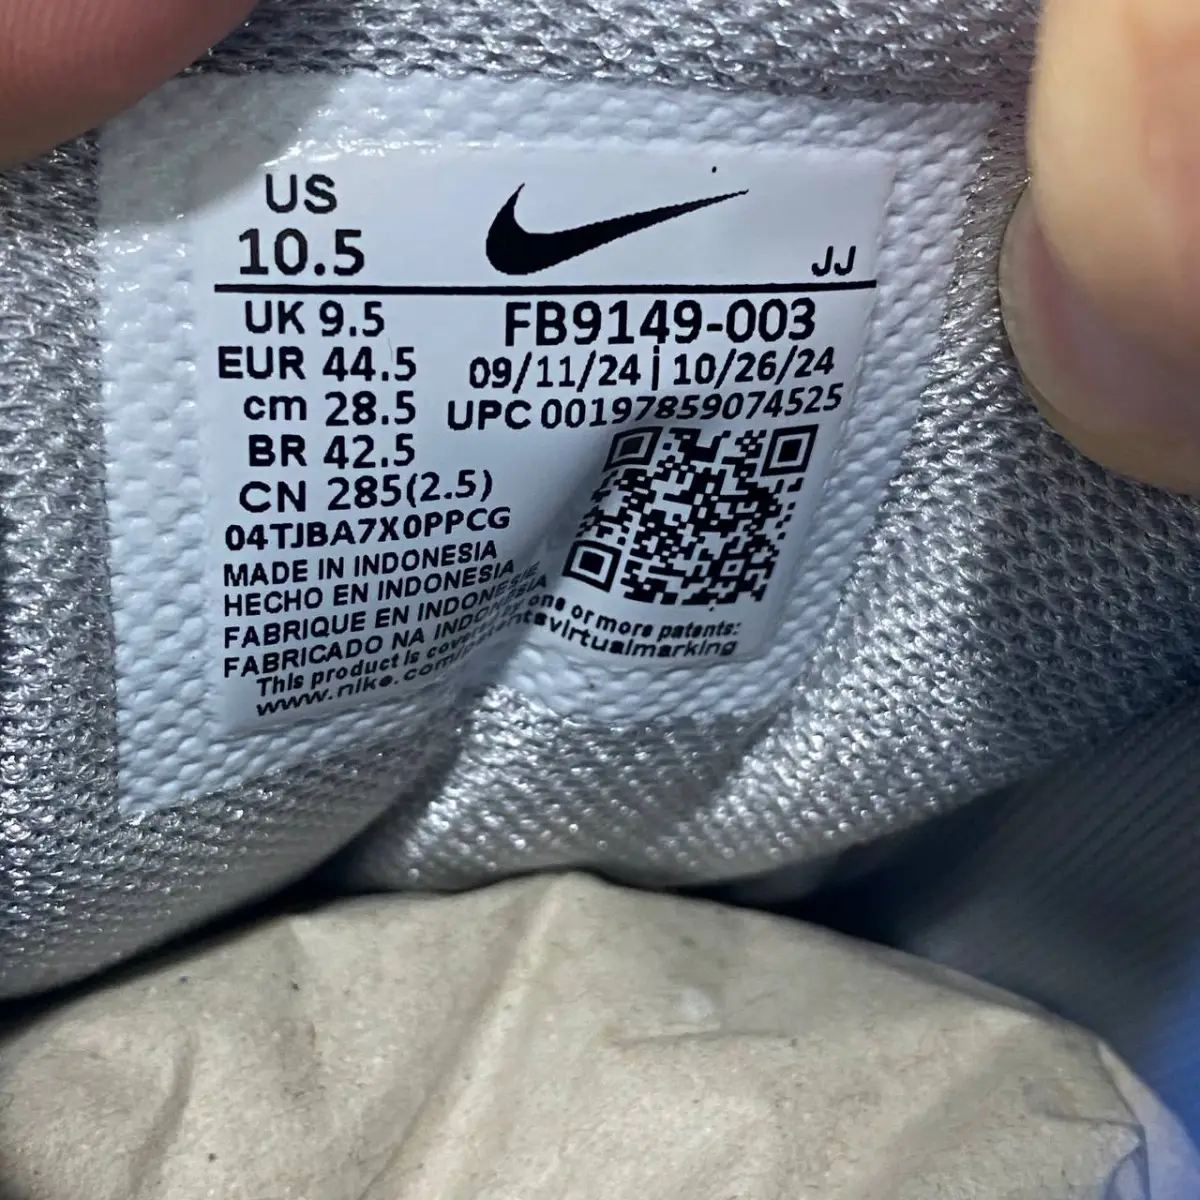 US
10.5
JJ
UK 9.5
FB9149-003
EUR 44.5
09/11/24 | 10/26/24
cm 28.5
UPC 00197859074525
BR 42.5
CN 285(2.5)
04TJBA7X0PPCG
MADE IN INDONESIA
HECHO EN INDONESIA
FABRIQUE EN INDONESIE
FABRICADO NA INDONESIA
This product is one or more patents:
www.nike.com